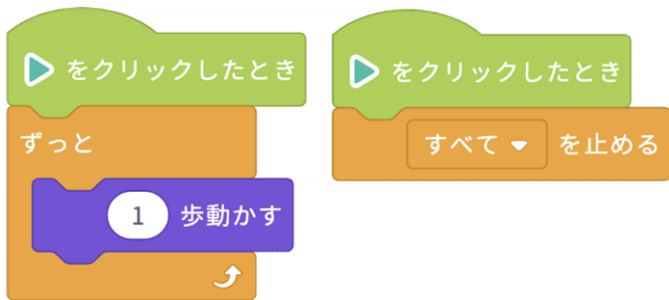 をクリックしたとき
ずっと
1 歩動かす
をクリックしたとき
すべて を止める